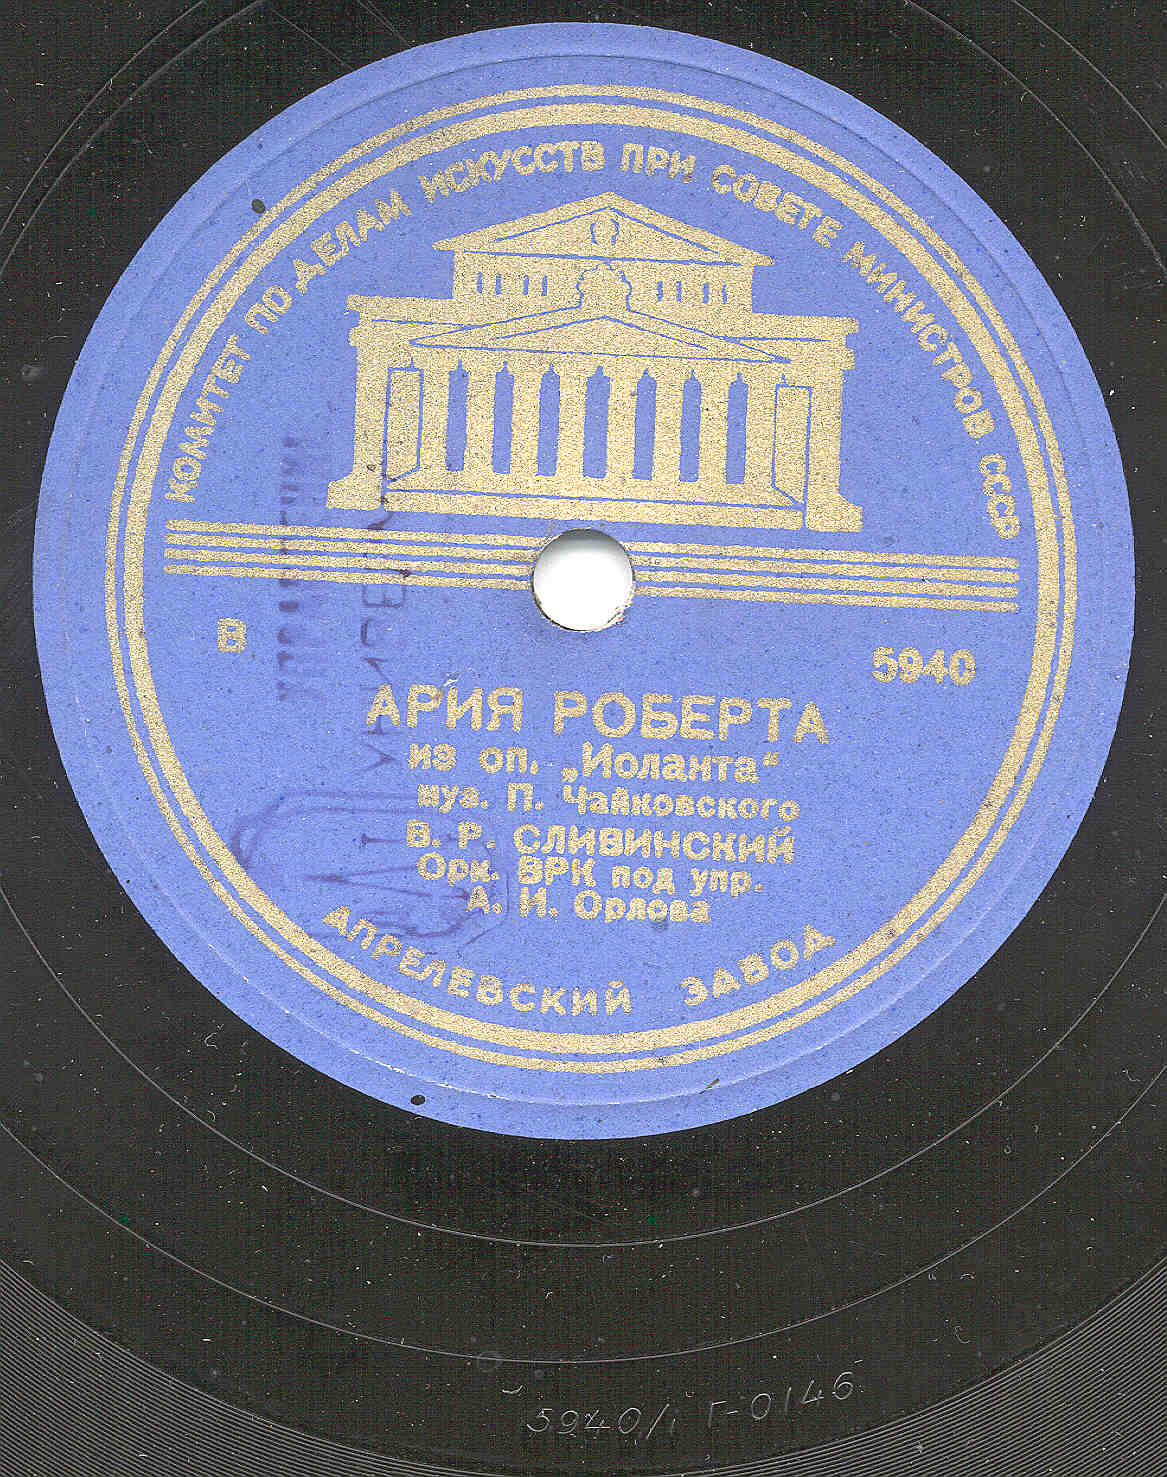 КОМИТЕТ ПО ДЕЛАМ ИСКУССТВ ПРИ СОВЕТЕ МИНИСТРОВ СССР
В
5940
АРИЯ РОБЕРТА
из оп. „Иоланта“
муз. П. Чайковского
В. Р. СЛИВИНСКИЙ
Орк. ВРК под упр.
А. И. Орлова
АПРЕЛЕВСКИЙ ЗАВОД
5940/1 Г-0146